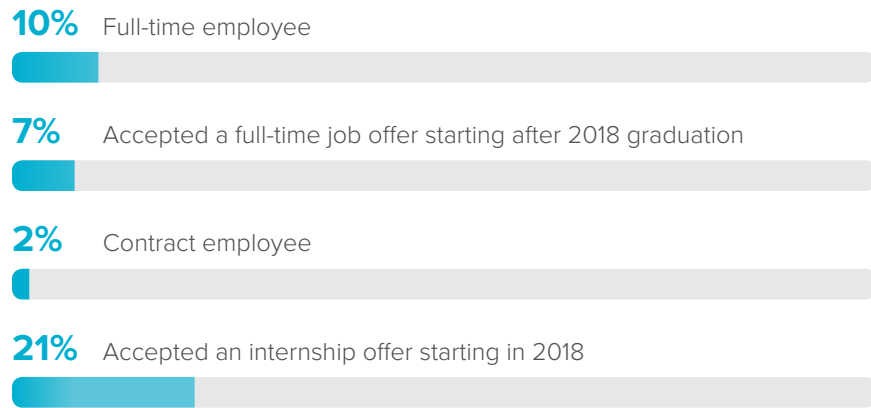 10% Full-time employee
7% Accepted a full-time job offer starting after 2018 graduation
2% Contract employee
21% Accepted an internship offer starting in 2018